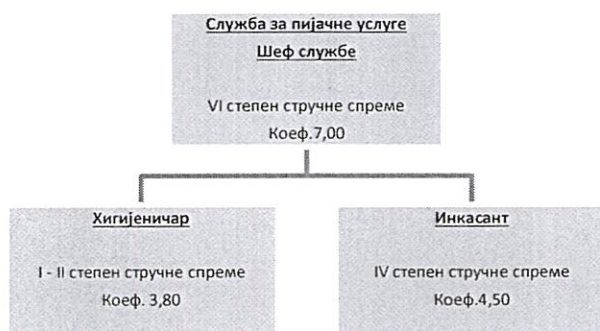 Служба за пијачне услуге
Шеф службе
VI степен стручне спреме
Коеф.7,00
Хигијеничар
I - II степен стручне спреме
Коеф. 3,80
Инкасант
IV степен стручне спреме
Коеф.4,50